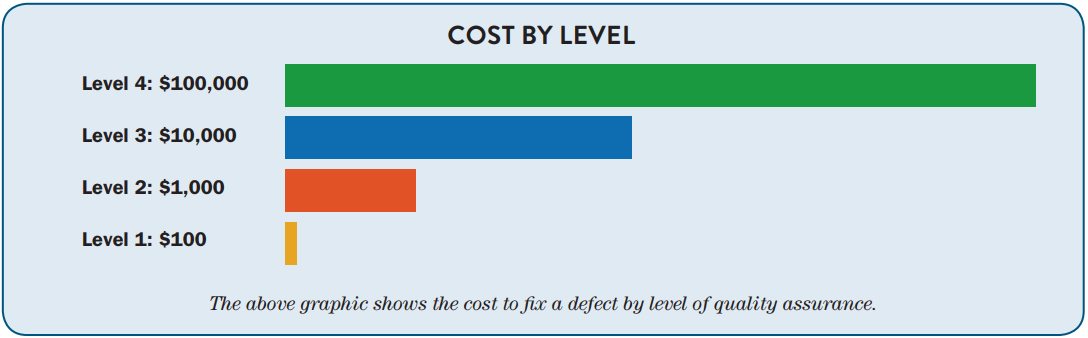 COST BY LEVEL
Level 4: $100,000
Level 3: $10,000
Level 2: $1,000
Level 1: $100
The above graphic shows the cost to fix a defect by level of quality assurance.